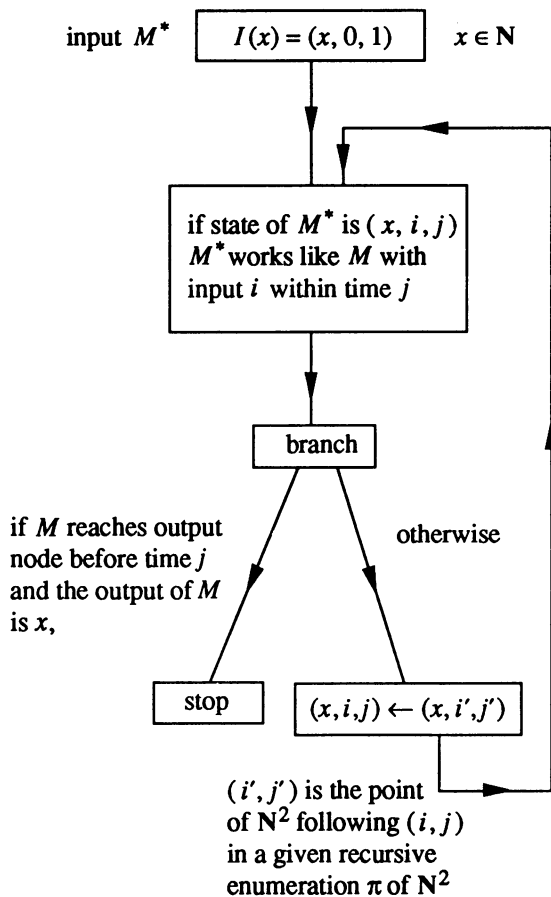 input M* I(x) = (x, 0, 1) x ∈ N
if state of M* is (x, i, j)
M* works like M with
input i within time j
branch
if M reaches output
node before time j
and the output of M
is x,
otherwise
stop
(x,i,j) ← (x, i′, j′)
(i′, j′) is the point
of N² following (i, j)
in a given recursive
enumeration π of N²